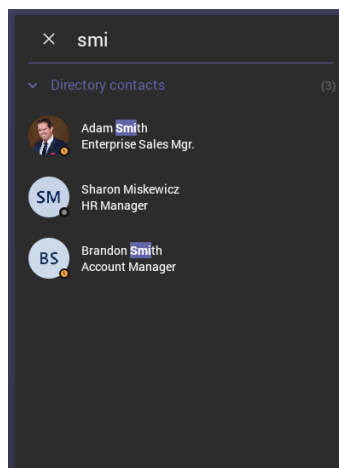 smi
Directory contacts (3)
Adam Smith
Enterprise Sales Mgr.
SM
Sharon Miskewicz
HR Manager
BS
Brandon Smith
Account Manager